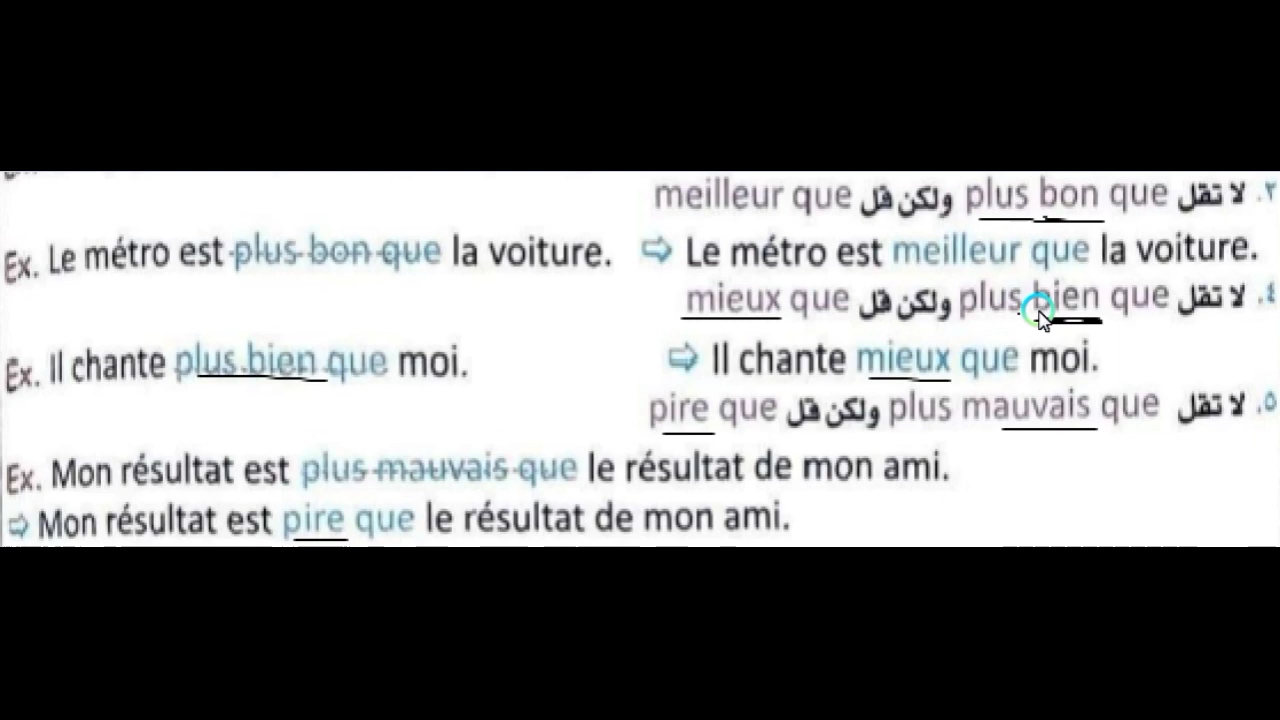 ٢. لا تقل plus bon que ولكن قل meilleur que
Ex. Le métro est plus bon que la voiture. ⇨ Le métro est meilleur que la voiture.
٤. لا تقل plus bien que ولكن قل mieux que
Ex. Il chante plus bien que moi. ⇨ Il chante mieux que moi.
٥. لا تقل plus mauvais que ولكن قل pire que
Ex. Mon résultat est plus mauvais que le résultat de mon ami.
⇨ Mon résultat est pire que le résultat de mon ami.